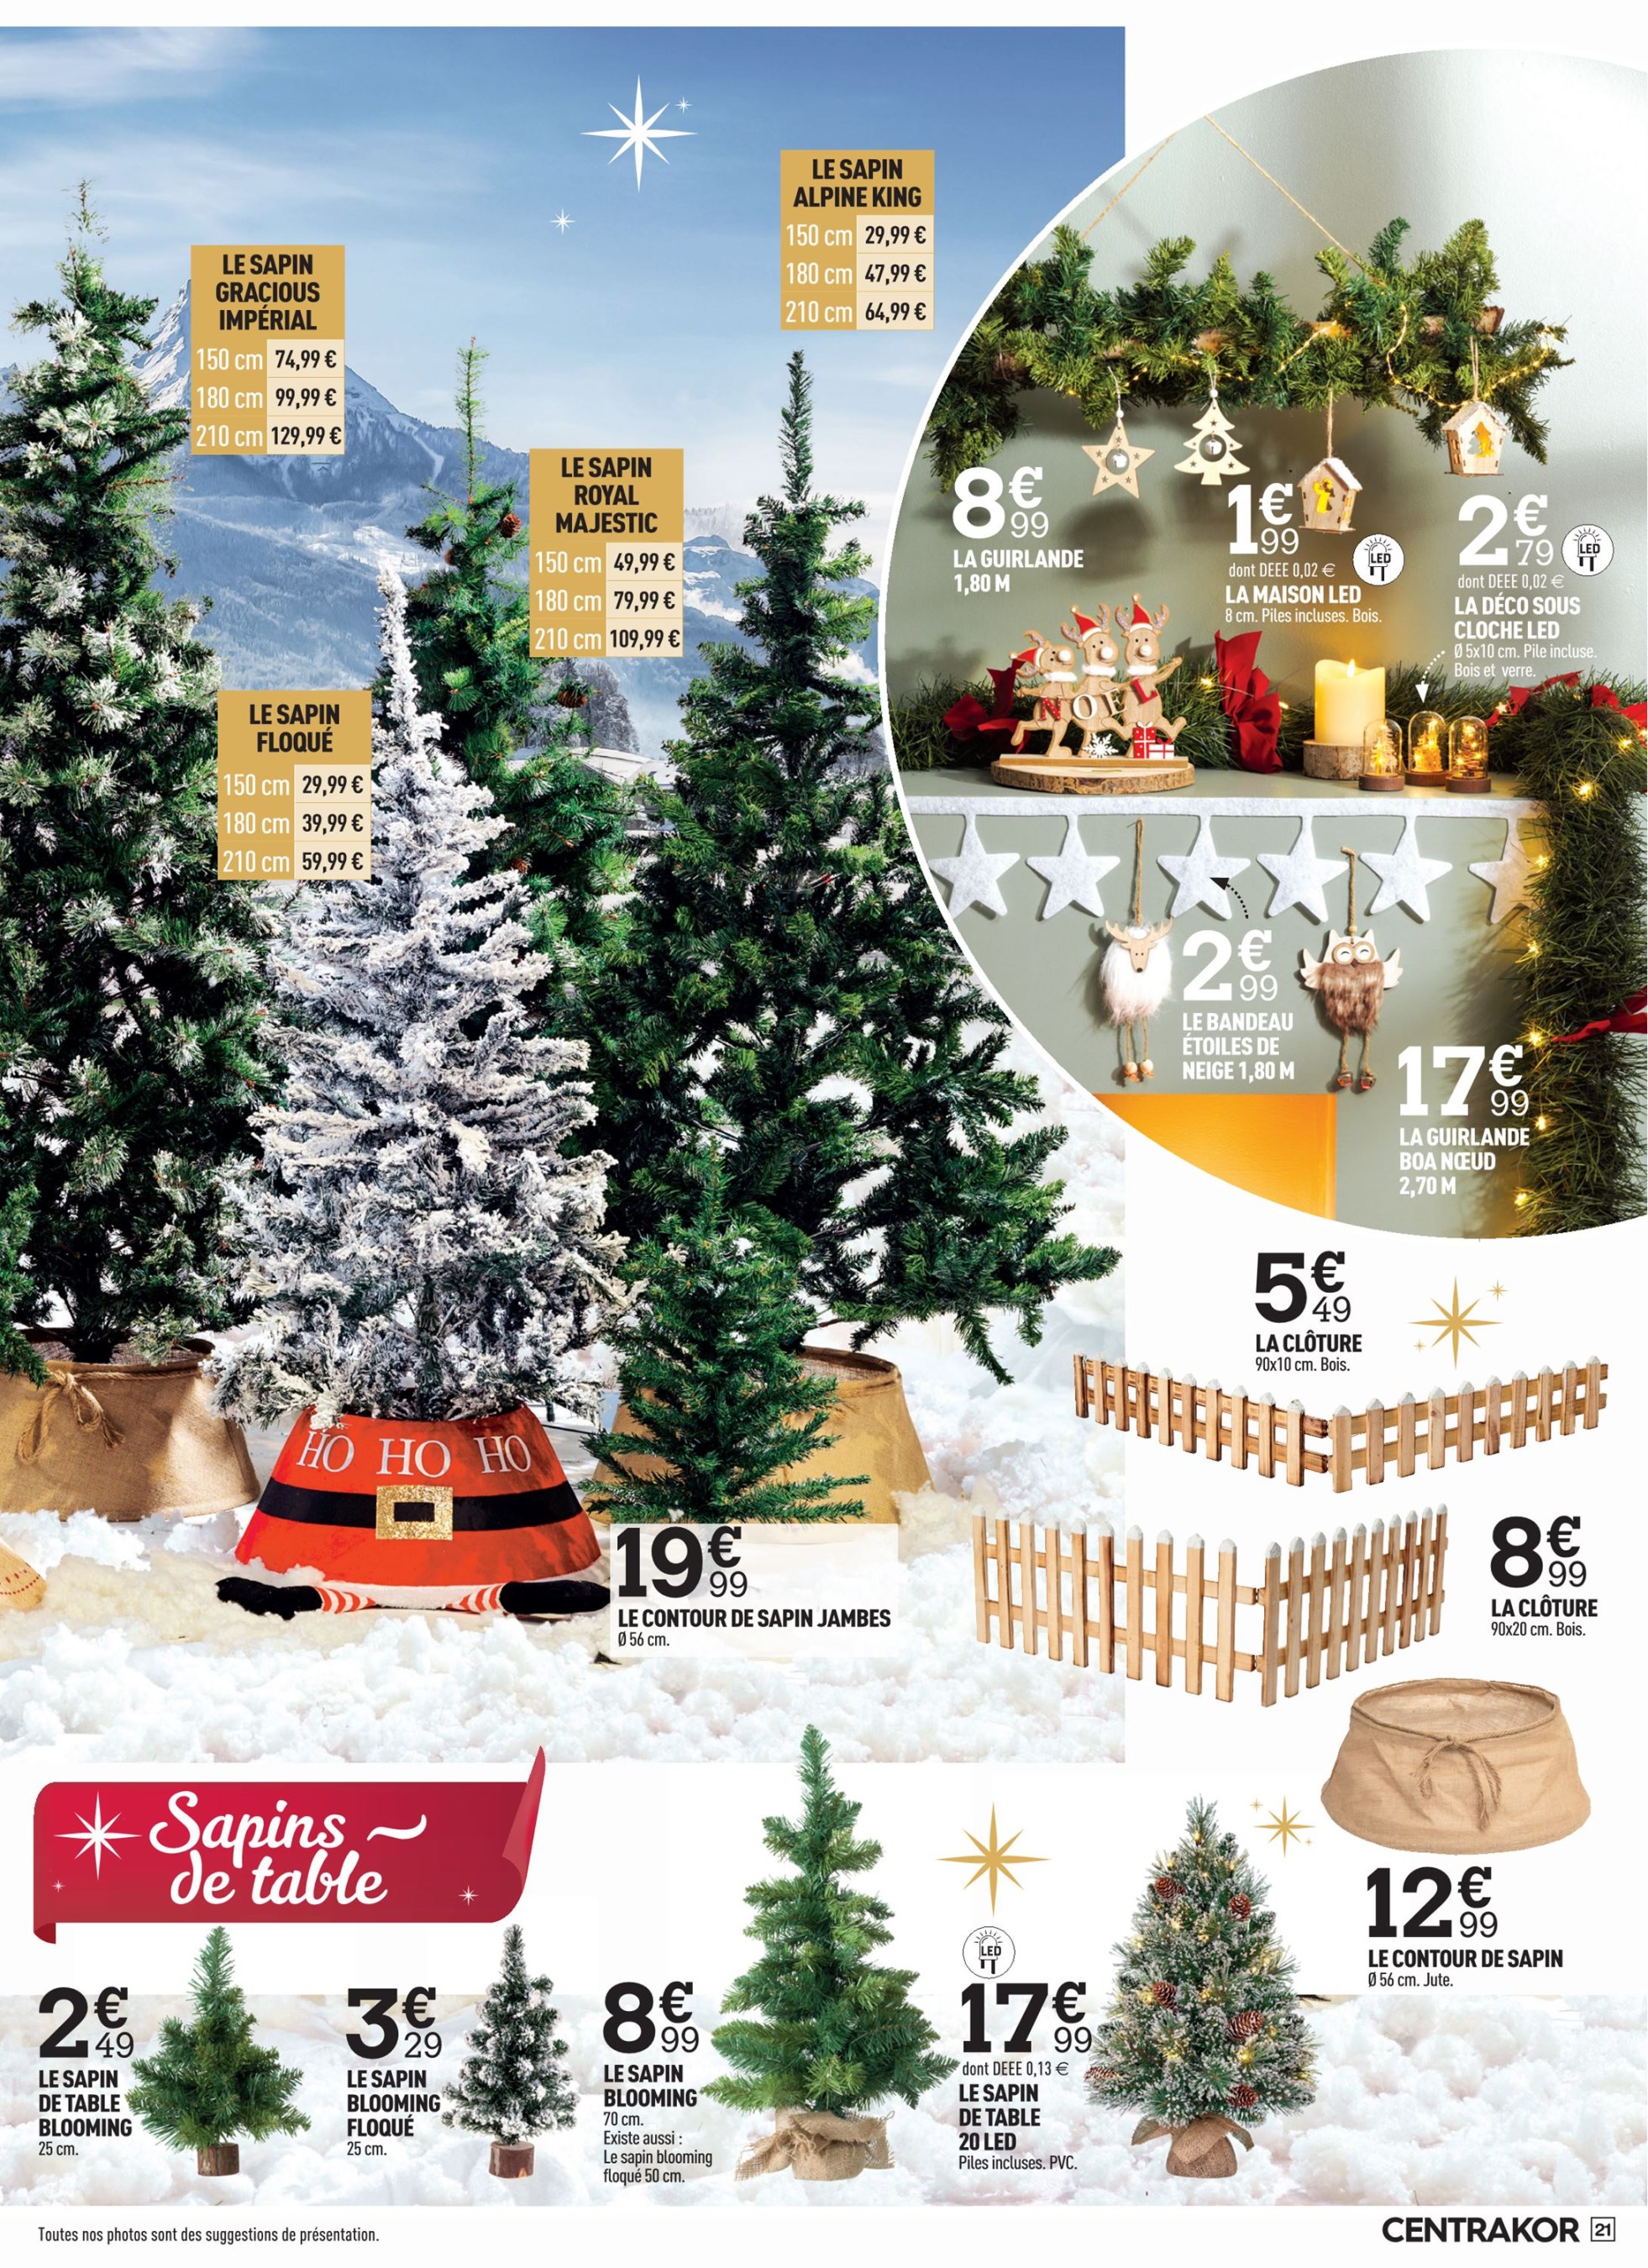 LE SAPIN
GRACIOUS
IMPÉRIAL
150 cm 74,99 €
180 cm 99,99 €
210 cm 129,99 €
LE SAPIN
ROYAL
MAJESTIC
150 cm 49,99 €
180 cm 79,99 €
210 cm 109,99 €
LE SAPIN
ALPINE KING
150 cm 29,99 €
180 cm 47,99 €
210 cm 64,99 €
LE SAPIN
FLOQUÉ
150 cm 29,99 €
180 cm 39,99 €
210 cm 59,99 €
8€99
LA GUIRLANDE
1,80 M
1€99
LED
dont DEEE 0,02 €
LA MAISON LED
8 cm. Piles incluses. Bois.
2€79
LED
dont DEEE 0,02 €
LA DÉCO SOUS
CLOCHE LED
Ø 5x10 cm. Pile incluse.
Bois et verre.
NOEL
2€99
LE BANDEAU
ÉTOILES DE
NEIGE 1,80 M
17€99
LA GUIRLANDE
BOA NŒUD
2,70 M
5€49
LA CLÔTURE
90x10 cm. Bois.
HO HO HO
19€99
LE CONTOUR DE SAPIN JAMBES
Ø 56 cm.
8€99
LA CLÔTURE
90x20 cm. Bois.
12€99
LE CONTOUR DE SAPIN
Ø 56 cm. Jute.
Sapins
de table
2€49
LE SAPIN
DE TABLE
BLOOMING
25 cm.
3€29
LE SAPIN
BLOOMING
FLOQUÉ
25 cm.
8€99
LE SAPIN
BLOOMING
70 cm.
Existe aussi :
Le sapin blooming
floqué 50 cm.
LED
17€99
dont DEEE 0,13 €
LE SAPIN
DE TABLE
20 LED
Piles incluses. PVC.
Toutes nos photos sont des suggestions de présentation.
CENTRAKOR 21